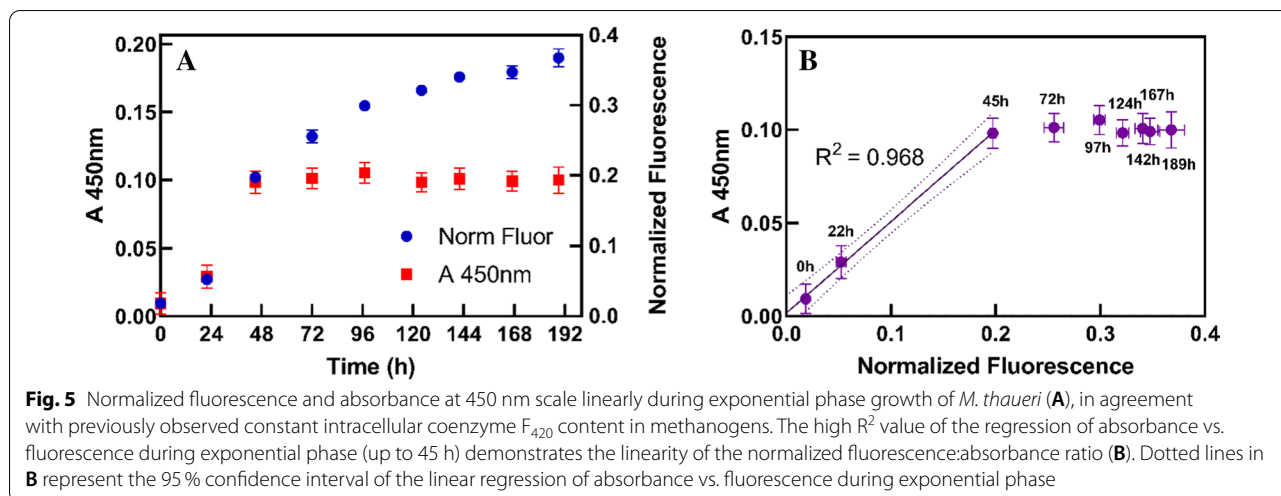 A
0.20
0.15
0.10
0.05
0.00
A 450nm
0.4
0.3
0.2
0.1
0.0
Normalized Fluorescence
Norm Fluor
A 450nm
0 24 48 72 96 120 144 168 192
Time (h)
B
0.15
0.10
0.05
0.00
A 450nm
R² = 0.968
0h
22h
45h
72h
97h
124h
142h
167h
189h
0.0 0.1 0.2 0.3 0.4
Normalized Fluorescence
Fig. 5 Normalized fluorescence and absorbance at 450 nm scale linearly during exponential phase growth of M. thaueri (A), in agreement
with previously observed constant intracellular coenzyme F₄₂₀ content in methanogens. The high R² value of the regression of absorbance vs.
fluorescence during exponential phase (up to 45 h) demonstrates the linearity of the normalized fluorescence:absorbance ratio (B). Dotted lines in
B represent the 95 % confidence interval of the linear regression of absorbance vs. fluorescence during exponential phase